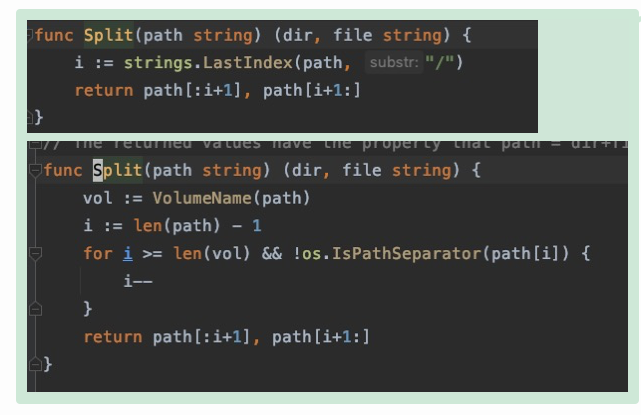 func Split(path string) (dir, file string) {
    i := strings.LastIndex(path, substr: "/")
    return path[:i+1], path[i+1:]
}
// The returned values have the property that path = dir+fi
func Split(path string) (dir, file string) {
    vol := VolumeName(path)
    i := len(path) - 1
    for i >= len(vol) && !os.IsPathSeparator(path[i]) {
        i--
    }
    return path[:i+1], path[i+1:]
}